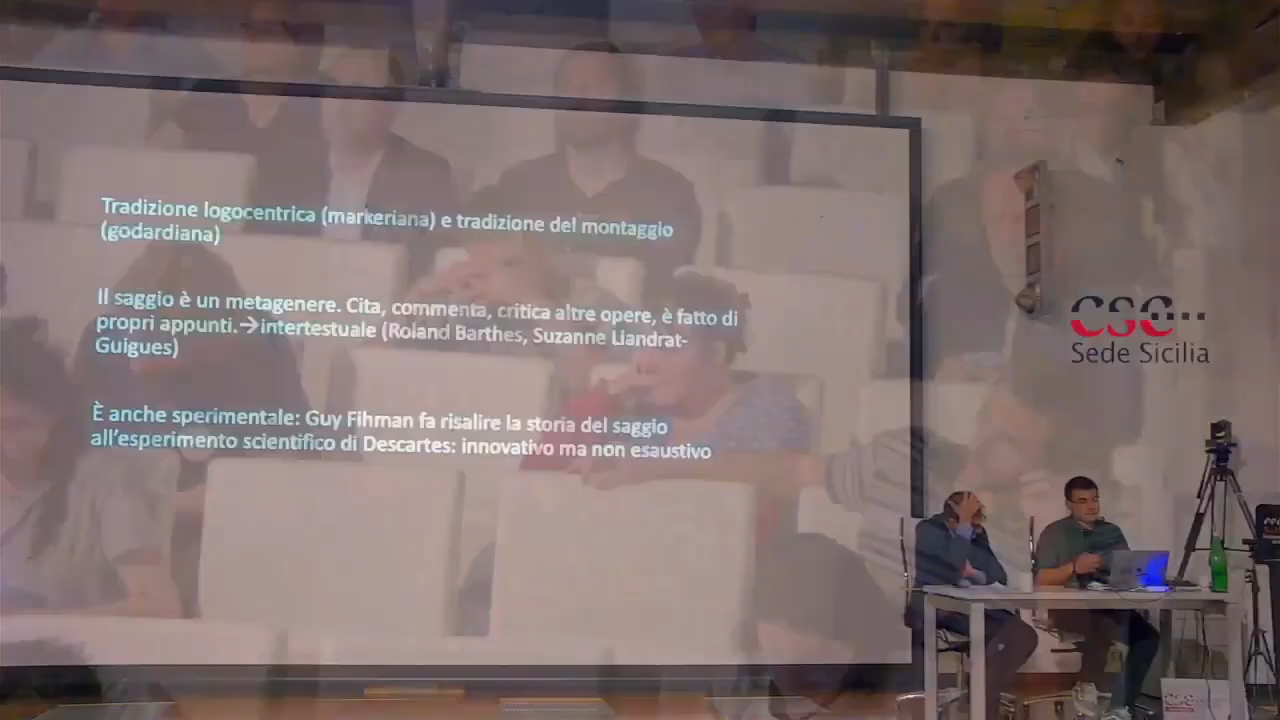 Tradizione logocentrica (markeriana) e tradizione del montaggio
(godardiana)
Il saggio è un metagenere. Cita, commenta, critica altre opere, è fatto di
propri appunti.→intertestuale (Roland Barthes, Suzanne Liandrat-
Guigues)
È anche sperimentale: Guy Fihman fa risalire la storia del saggio
all'esperimento scientifico di Descartes: innovativo ma non esaustivo
csc..
Sede Sicilia
csc